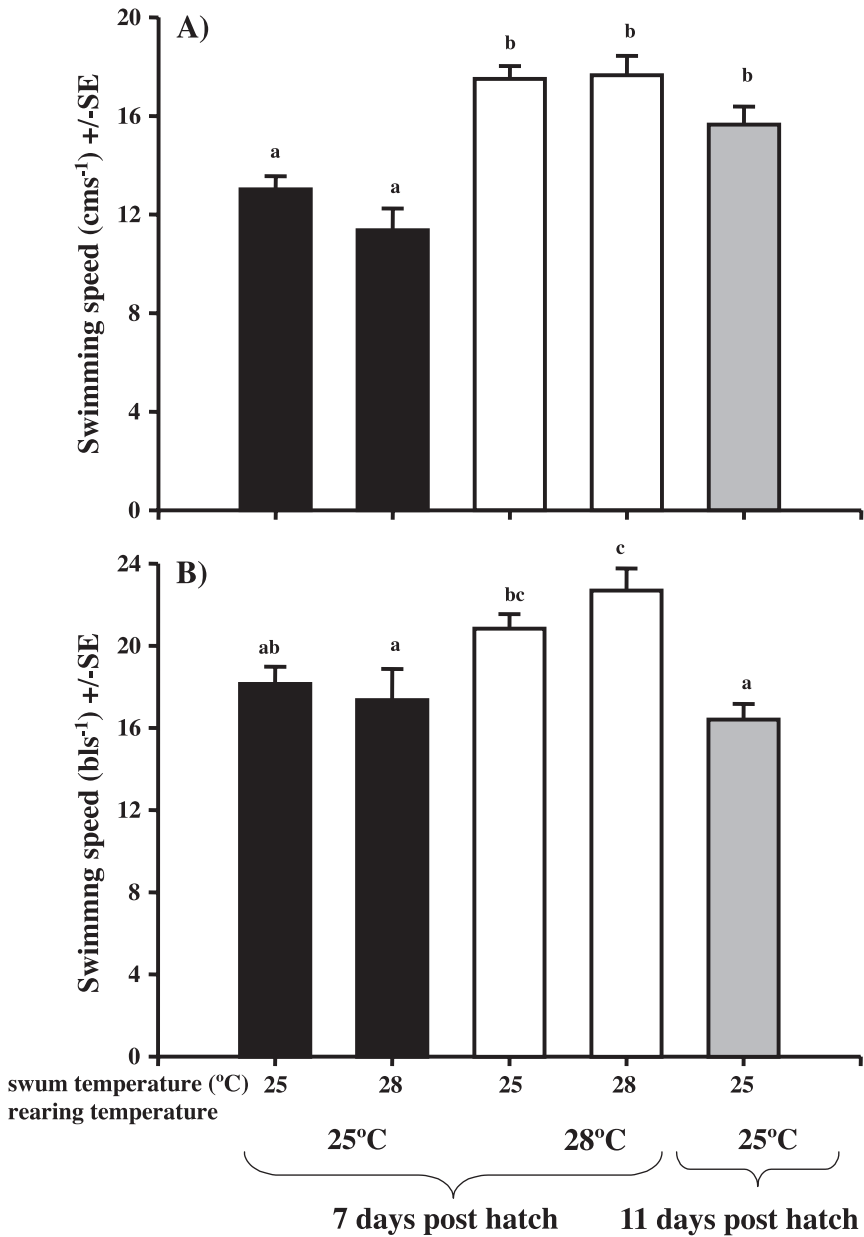 A)
Swimming speed (cms⁻¹) +/-SE
20
16
12
8
4
0
a
a
b
b
b
B)
Swimmng speed (bls⁻¹) +/-SE
24
20
16
12
8
4
0
ab
a
bc
c
a
swum temperature (ºC) 25 28 25 28 25
rearing temperature
25ºC 28ºC 25ºC
7 days post hatch 11 days post hatch